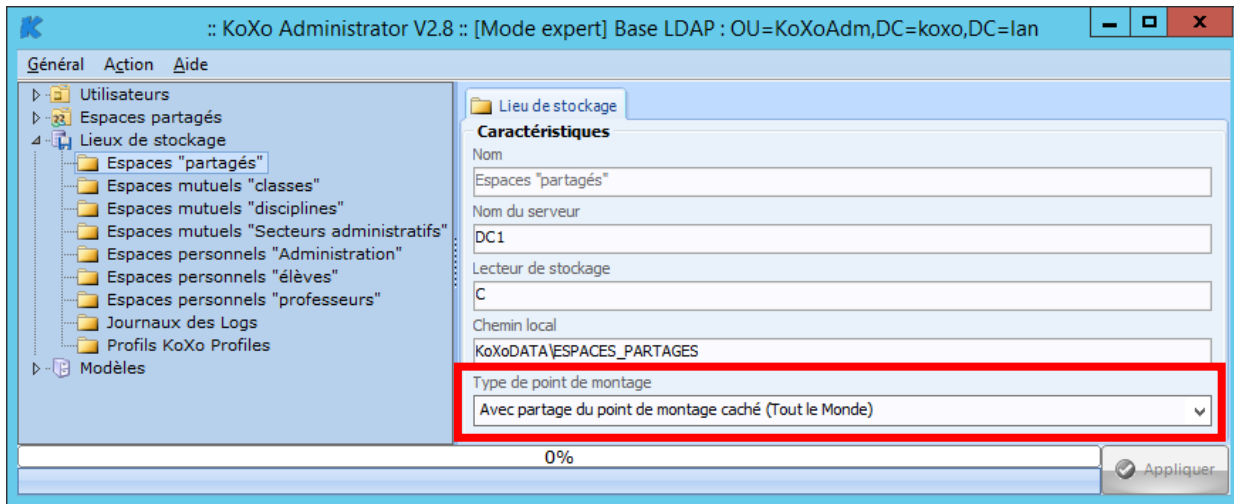 :: KoXo Administrator V2.8 :: [Mode expert] Base LDAP : OU=KoXoAdm,DC=koxo,DC=lan
Général Action Aide
Utilisateurs
Espaces partagés
Lieux de stockage
Espaces "partagés"
Espaces mutuels "classes"
Espaces mutuels "disciplines"
Espaces mutuels "Secteurs administratifs"
Espaces personnels "Administration"
Espaces personnels "élèves"
Espaces personnels "professeurs"
Journaux des Logs
Profils KoXo Profiles
Modèles
Lieu de stockage
Caractéristiques
Nom
Espaces "partagés"
Nom du serveur
DC1
Lecteur de stockage
C
Chemin local
KoXoDATA\ESPACES_PARTAGES
Type de point de montage
Avec partage du point de montage caché (Tout le Monde)
0%
Appliquer